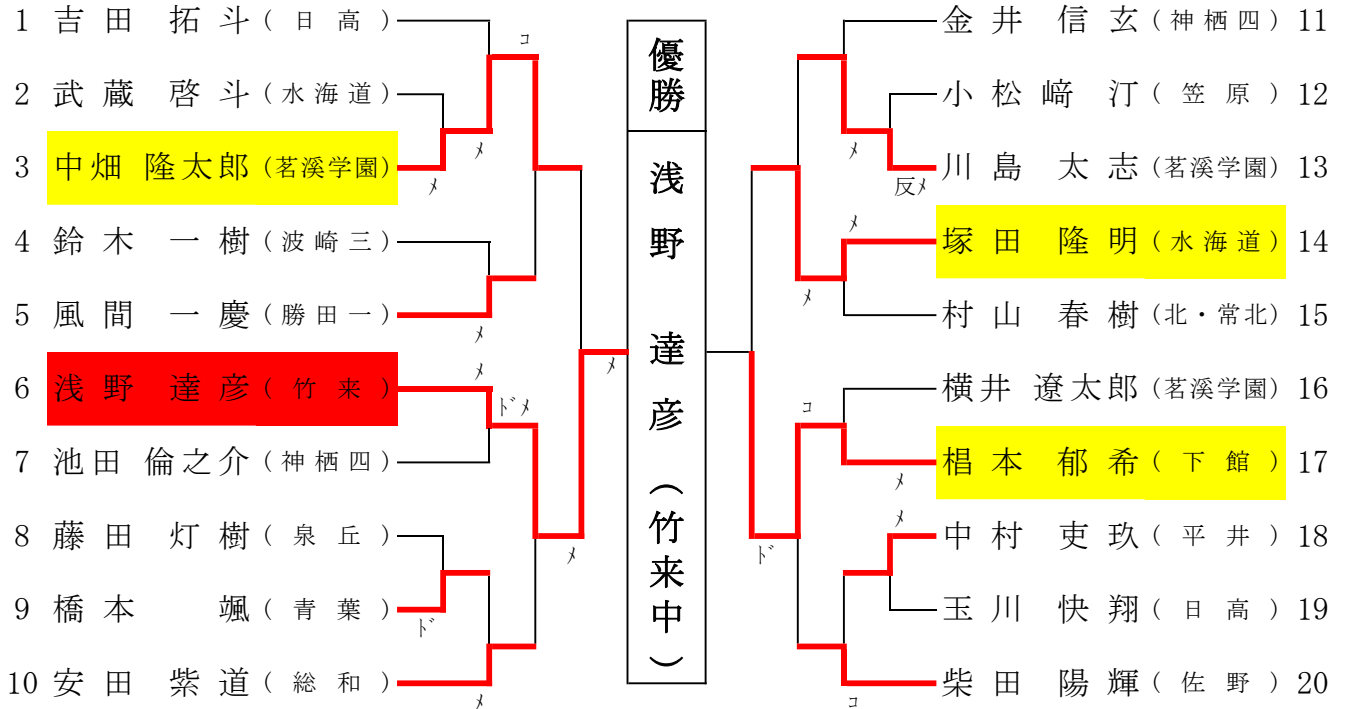 1 吉田 拓斗 (日高)
コ
2 武蔵 啓斗 (水海道)
メ
3 中畑 隆太郎 (茗溪学園)
メ
4 鈴木 一樹 (波崎三)
5 風間 一慶 (勝田一)
メ
メ
6 浅野 達彦 (竹来)
ドメ
7 池田 倫之介 (神栖四)
8 藤田 灯樹 (泉丘)
メ
9 橋本 颯 (青葉)
ド
10 安田 紫道 (総和)
メ
メ
優勝
浅野 達彦 (竹来中)
金井 信玄 (神栖四) 11
小松﨑 汀 (笠原) 12
メ
川島 太志 (茗溪学園) 13
反メ
メ
塚田 隆明 (水海道) 14
メ
村山 春樹 (北・常北) 15
横井 遼太郎 (茗溪学園) 16
コ
椙本 郁希 (下館) 17
メ
メ
中村 吏玖 (平井) 18
ド
玉川 快翔 (日高) 19
柴田 陽輝 (佐野) 20
コ